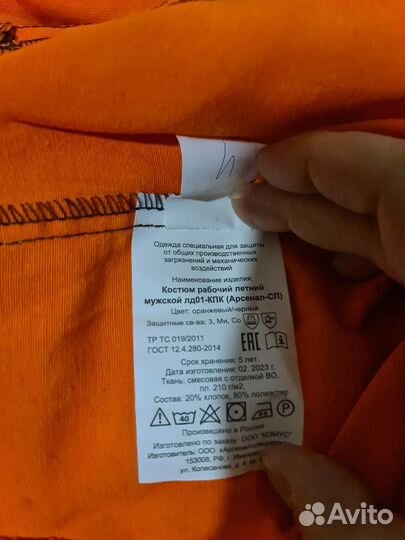 Одежда специальная для защиты
от общих производственных
загрязнений и механических
воздействий
Наименование изделия:
Костюм рабочий летний
мужской лд01-КПК (Арсенал-СП)
Цвет: оранжевый/черный
Защитные св-ва: З, Ми, Со
ТР ТС 019/2011
ГОСТ 12.4.280-2014
EAC
Срок хранения: 5 лет.
Дата изготовления: 02. 2023 г.
Ткань: смесовая с отделкой ВО,
пл. 210 г/м2,
Состав: 20% хлопок, 80% полиэстер
40
P
Произведено в России
Изготовлено по заказу: ООО "КОМУС"
Изготовитель: ООО «Арсенал
153008, РФ, г. Иваново
ул. Колесанова, д.
Avito